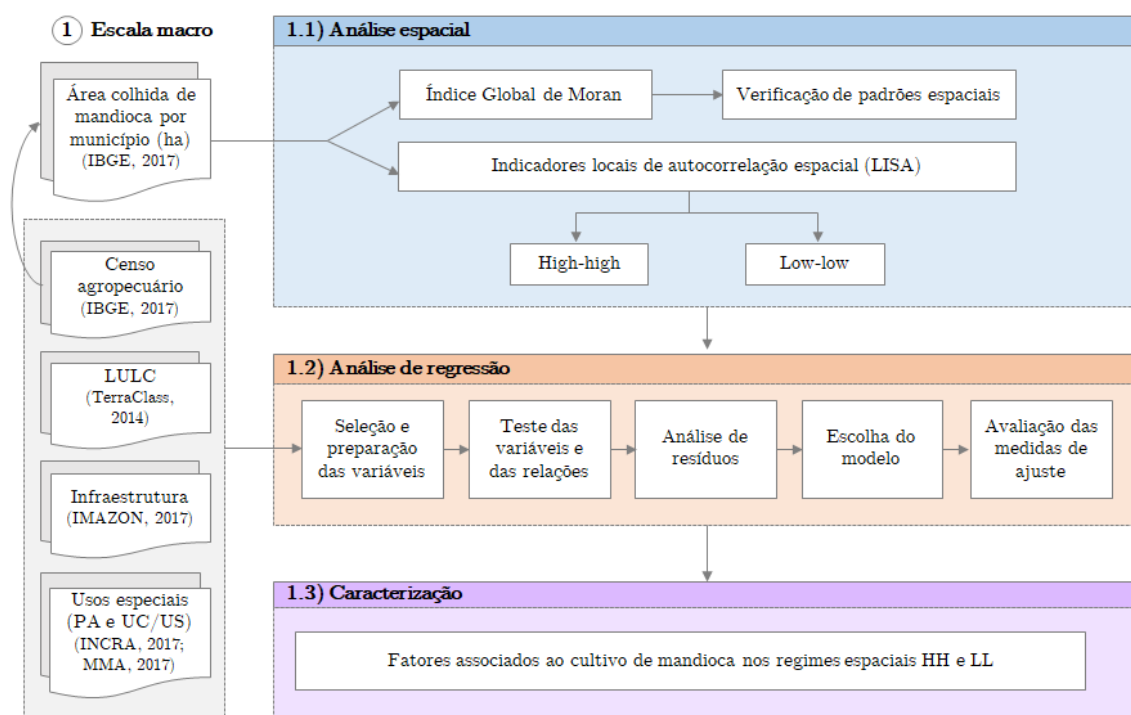 1 Escala macro
Área colhida de
mandioca por
município (ha)
(IBGE, 2017)
Censo
agropecuário
(IBGE, 2017)
LULC
(TerraClass,
2014)
Infraestrutura
(IMAZON, 2017)
Usos especiais
(PA e UC/US)
(INCRA, 2017;
MMA, 2017)
1.1) Análise espacial
Índice Global de Moran
Verificação de padrões espaciais
Indicadores locais de autocorrelação espacial (LISA)
High-high
Low-low
1.2) Análise de regressão
Seleção e
preparação
das variáveis
Teste das
variáveis e
das relações
Análise de
resíduos
Escolha do
modelo
Avaliação das
medidas de
ajuste
1.3) Caracterização
Fatores associados ao cultivo de mandioca nos regimes espaciais HH e LL